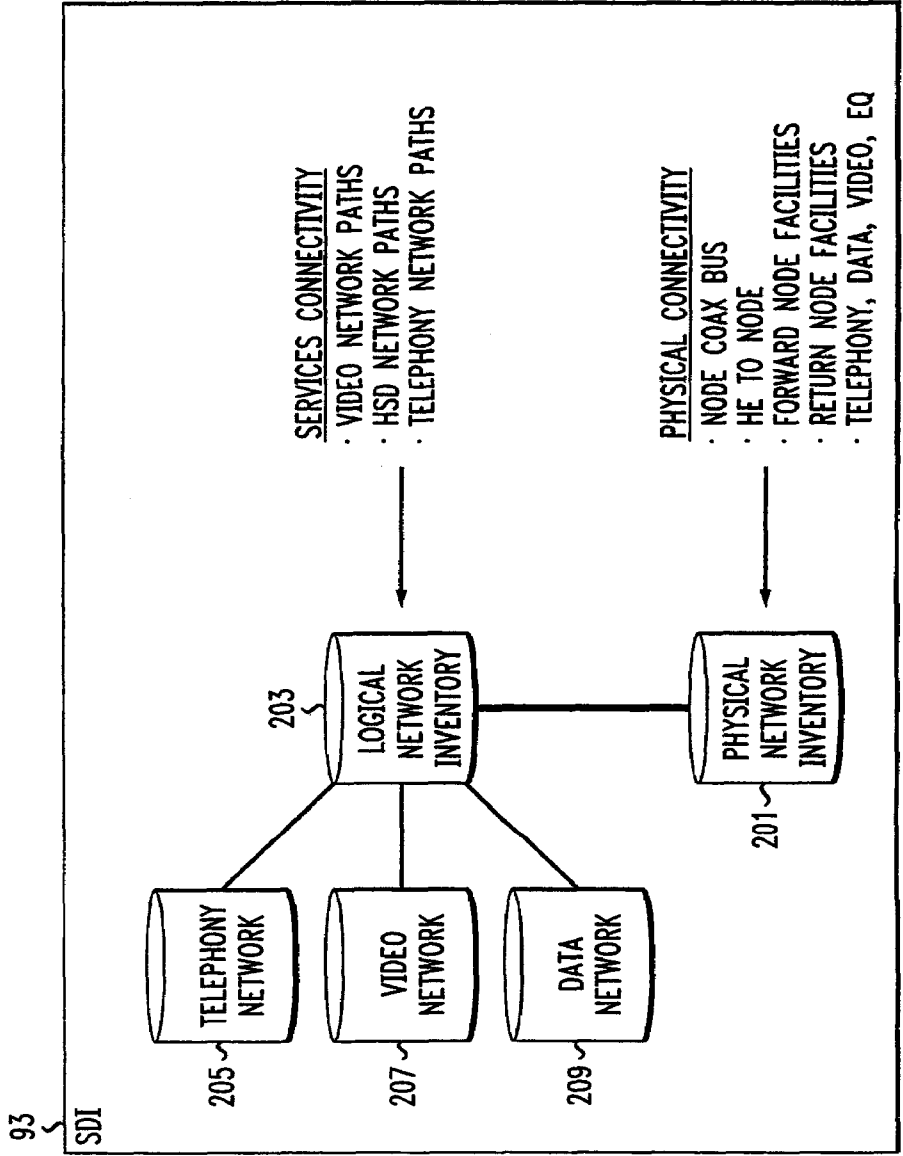 93
SDI
205
TELEPHONY
NETWORK
207
VIDEO
NETWORK
209
DATA
NETWORK
203
LOGICAL
NETWORK
INVENTORY
201
PHYSICAL
NETWORK
INVENTORY
SERVICES CONNECTIVITY
· VIDEO NETWORK PATHS
· HSD NETWORK PATHS
· TELEPHONY NETWORK PATHS
PHYSICAL CONNECTIVITY
· NODE COAX BUS
· HE TO NODE
· FORWARD NODE FACILITIES
· RETURN NODE FACILITIES
· TELEPHONY, DATA, VIDEO, EQ